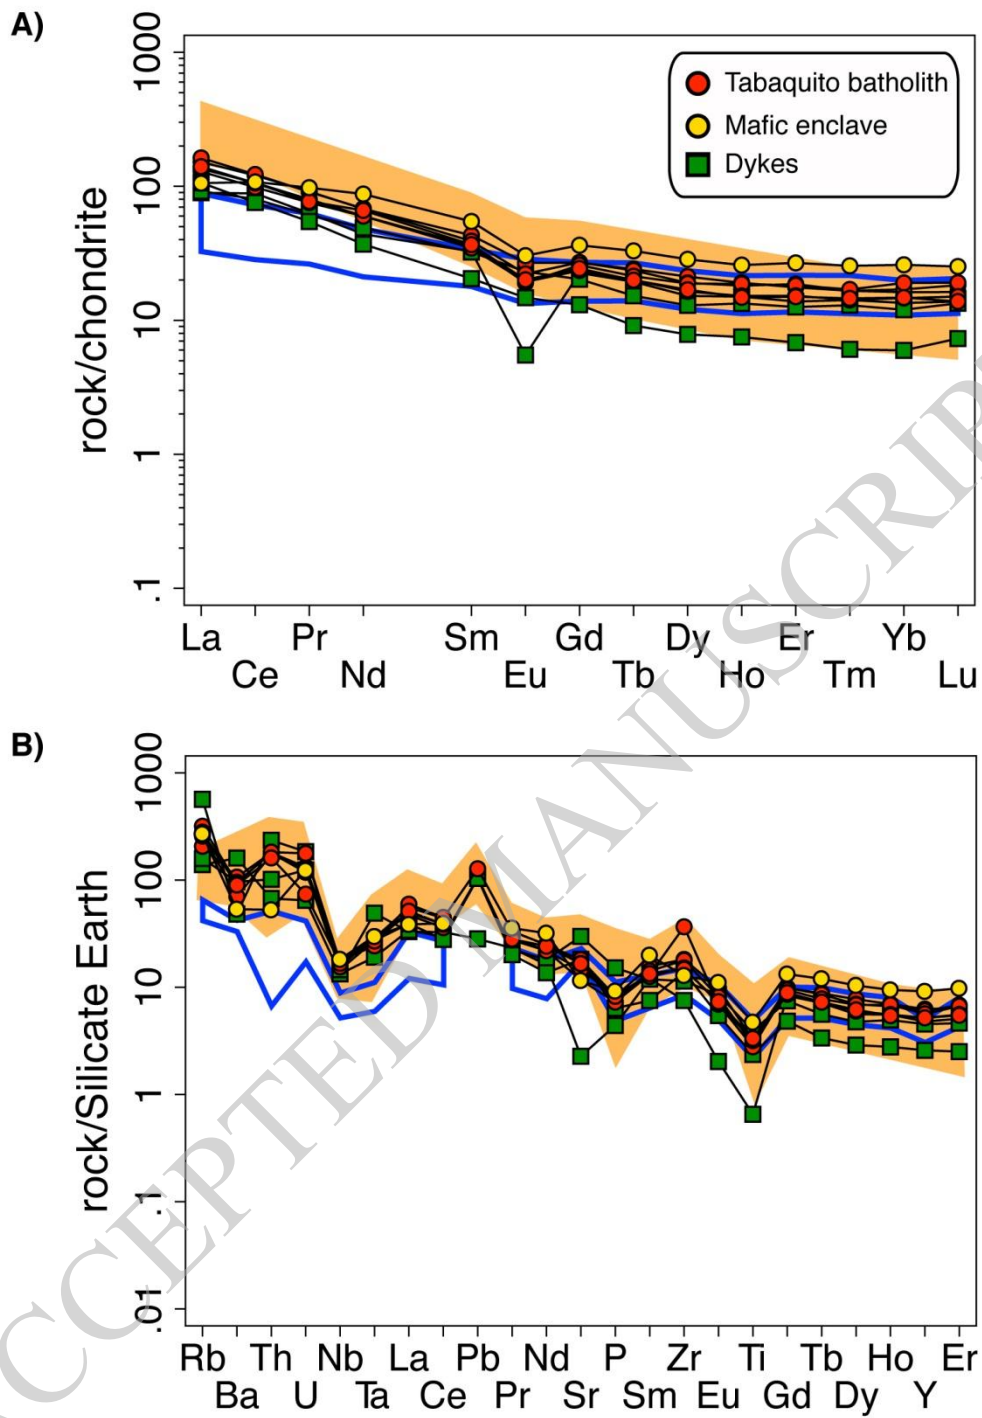 A)
1000
100
10
1
.1
rock/chondrite
Tabaquito batholith
Mafic enclave
Dykes
La Pr Sm Gd Dy Er Yb
Ce Nd Eu Tb Ho Tm Lu
B)
1000
100
10
1
.1
.01
rock/Silicate Earth
Rb Th Nb La Pb Nd P Zr Ti Tb Ho Er
Ba U Ta Ce Pr Sr Sm Eu Gd Dy Y
CCEPTED MANUSCRIP